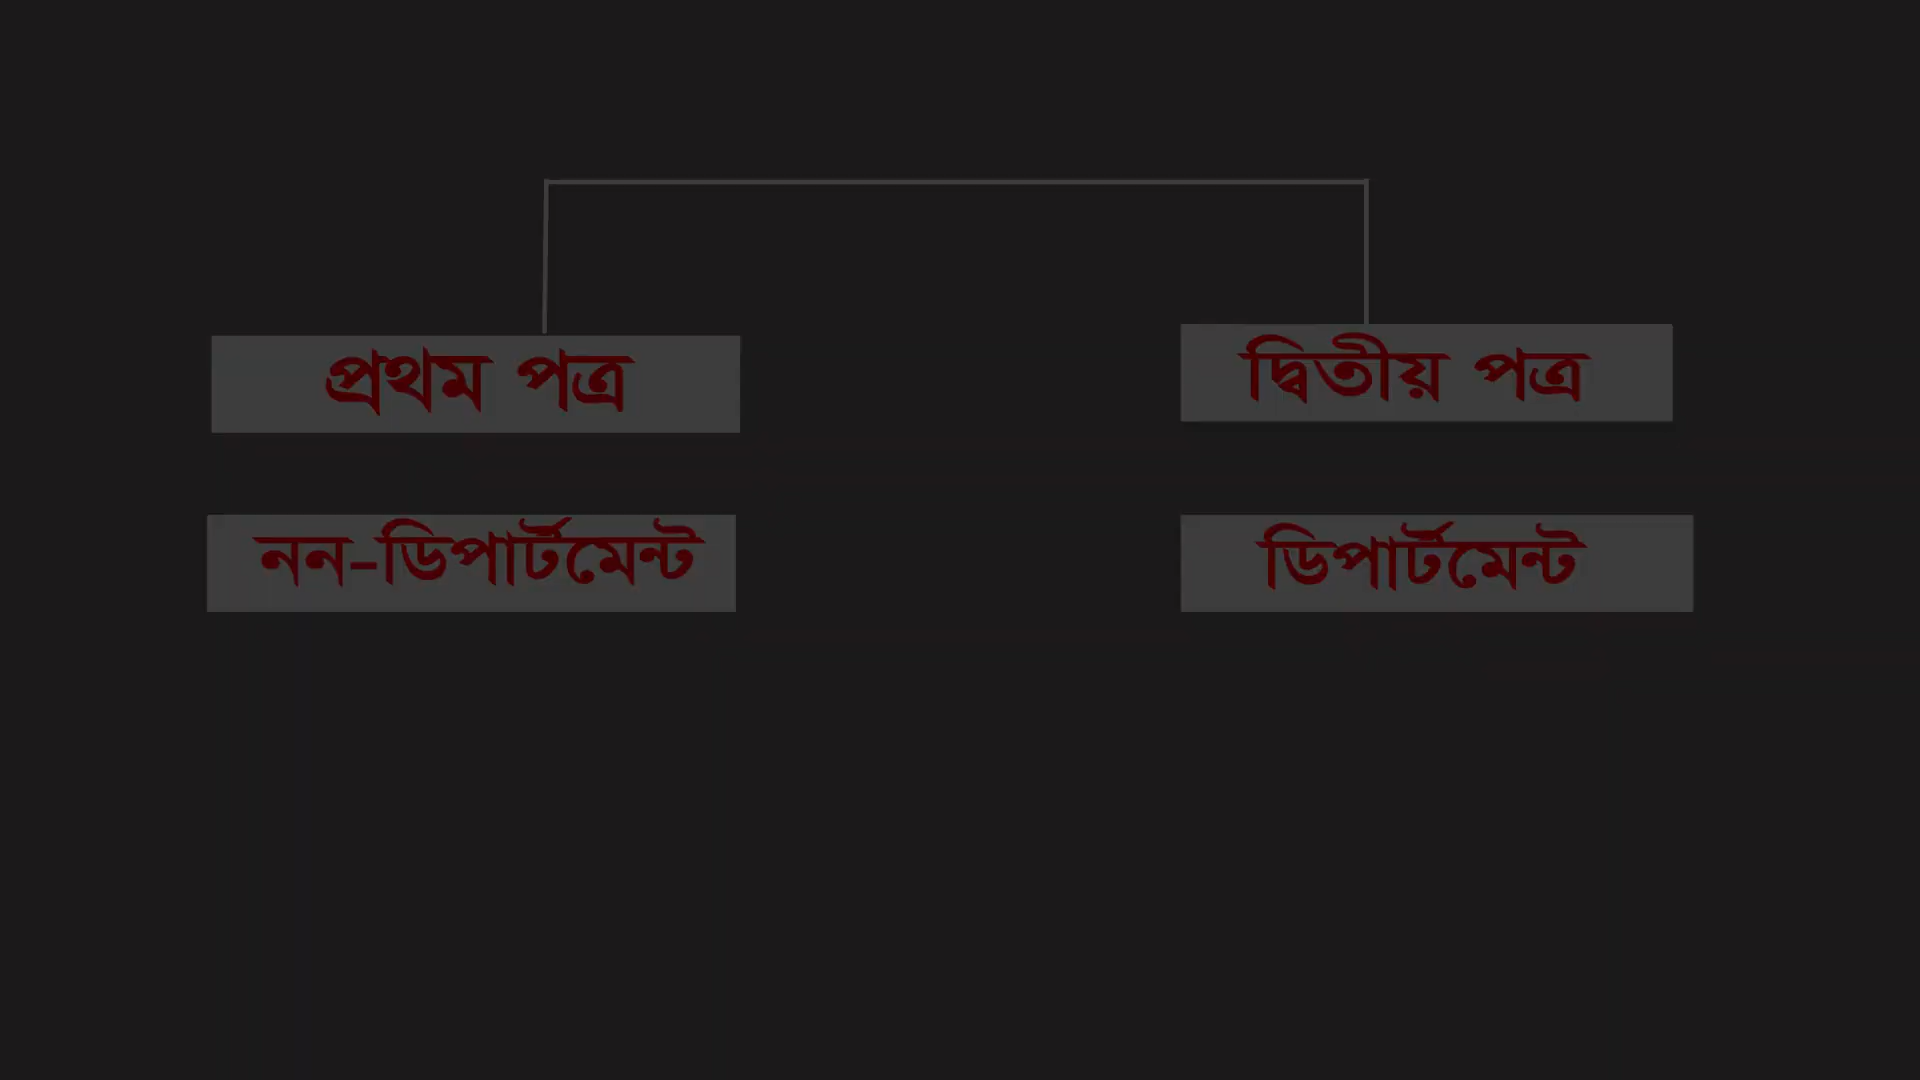 প্রথম পত্র
দ্বিতীয় পত্র
নন-ডিপার্টমেন্ট
ডিপার্টমেন্ট